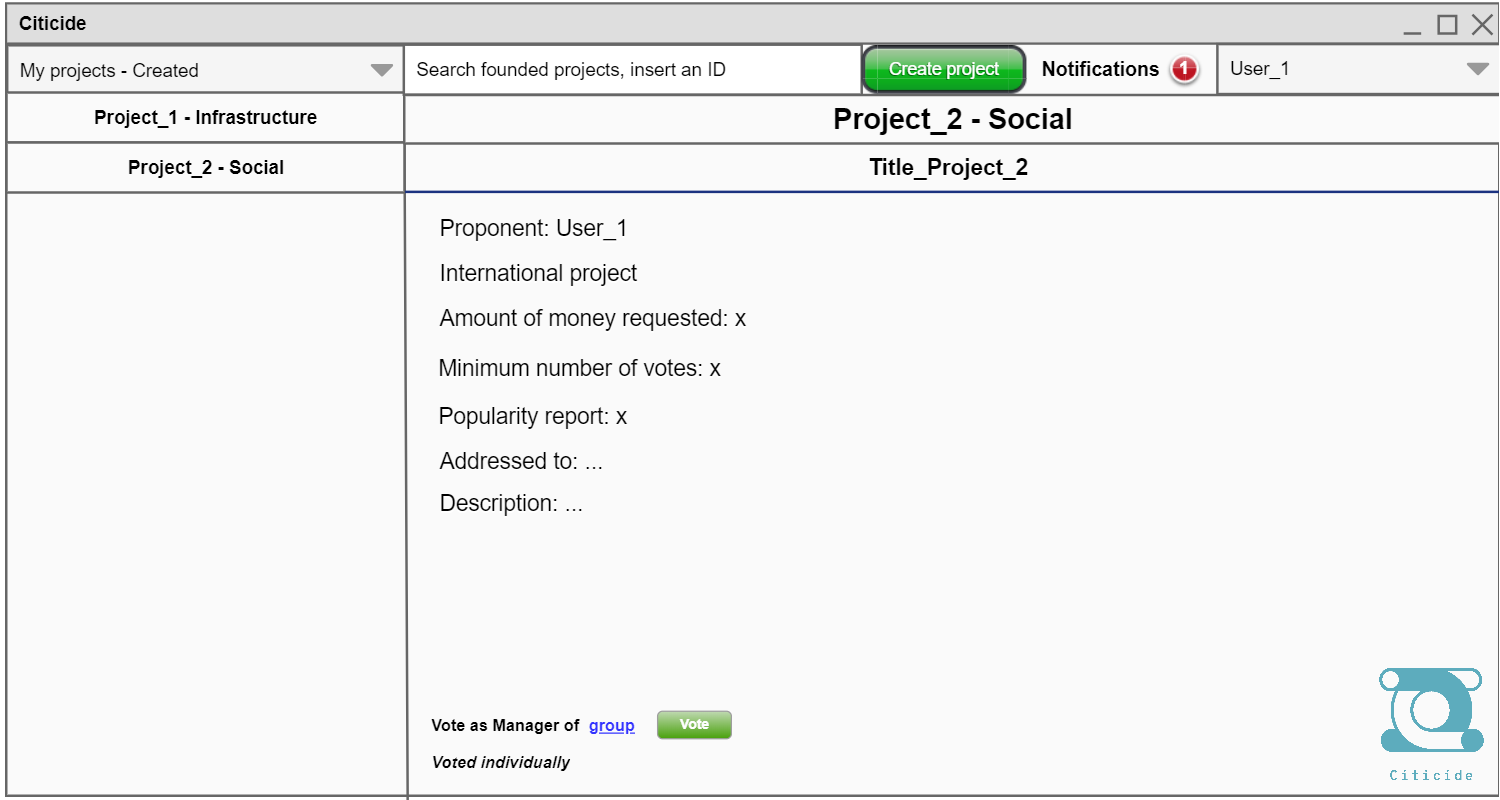 Citicide
My projects - Created
Search founded projects, insert an ID
Create project
Notifications 1
User_1
Project_1 - Infrastructure
Project_2 - Social
Project_2 - Social
Title_Project_2
Proponent: User_1
International project
Amount of money requested: x
Minimum number of votes: x
Popularity report: x
Addressed to: ...
Description: ...
Vote as Manager of group Vote
Voted individually
Citicide